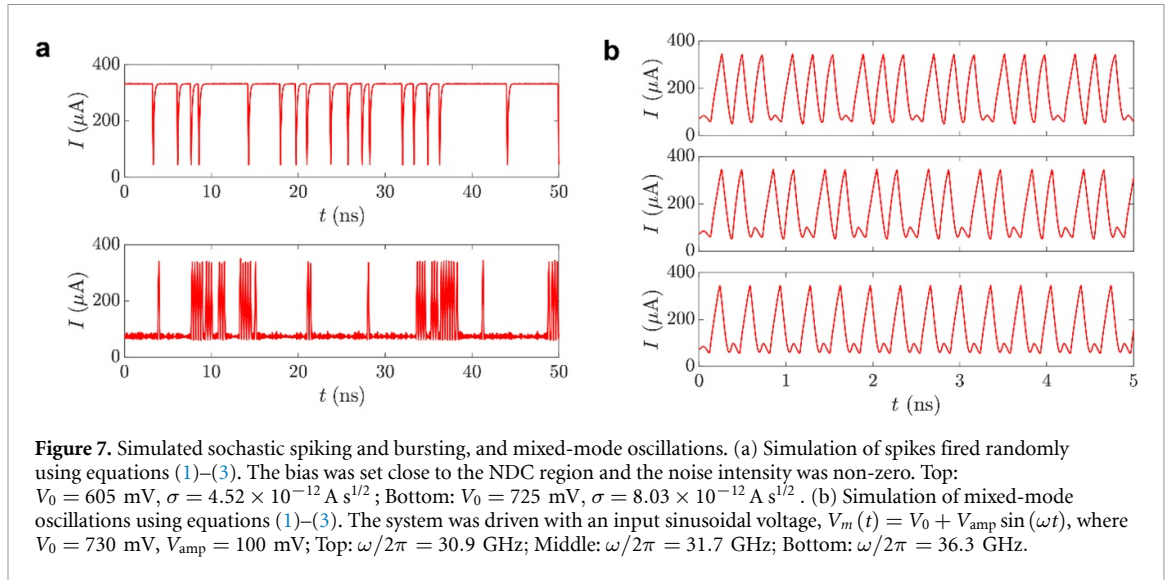 a
400
200
0
I (μA)
0 10 20 30 40 50
t (ns)
400
200
0
I (μA)
0 10 20 30 40 50
t (ns)
b
400
200
0
I (μA)
400
200
0
I (μA)
400
200
0
I (μA)
0 1 2 3 4 5
t (ns)
Figure 7. Simulated sochastic spiking and bursting, and mixed-mode oscillations. (a) Simulation of spikes fired randomly
using equations (1)–(3). The bias was set close to the NDC region and the noise intensity was non-zero. Top:
V₀ = 605 mV, σ = 4.52 × 10⁻¹² A s^{1/2}; Bottom: V₀ = 725 mV, σ = 8.03 × 10⁻¹² A s^{1/2}. (b) Simulation of mixed-mode
oscillations using equations (1)–(3). The system was driven with an input sinusoidal voltage, Vₘ (t) = V₀ + V_{amp} sin (ωt), where
V₀ = 730 mV, V_{amp} = 100 mV; Top: ω/2π = 30.9 GHz; Middle: ω/2π = 31.7 GHz; Bottom: ω/2π = 36.3 GHz.